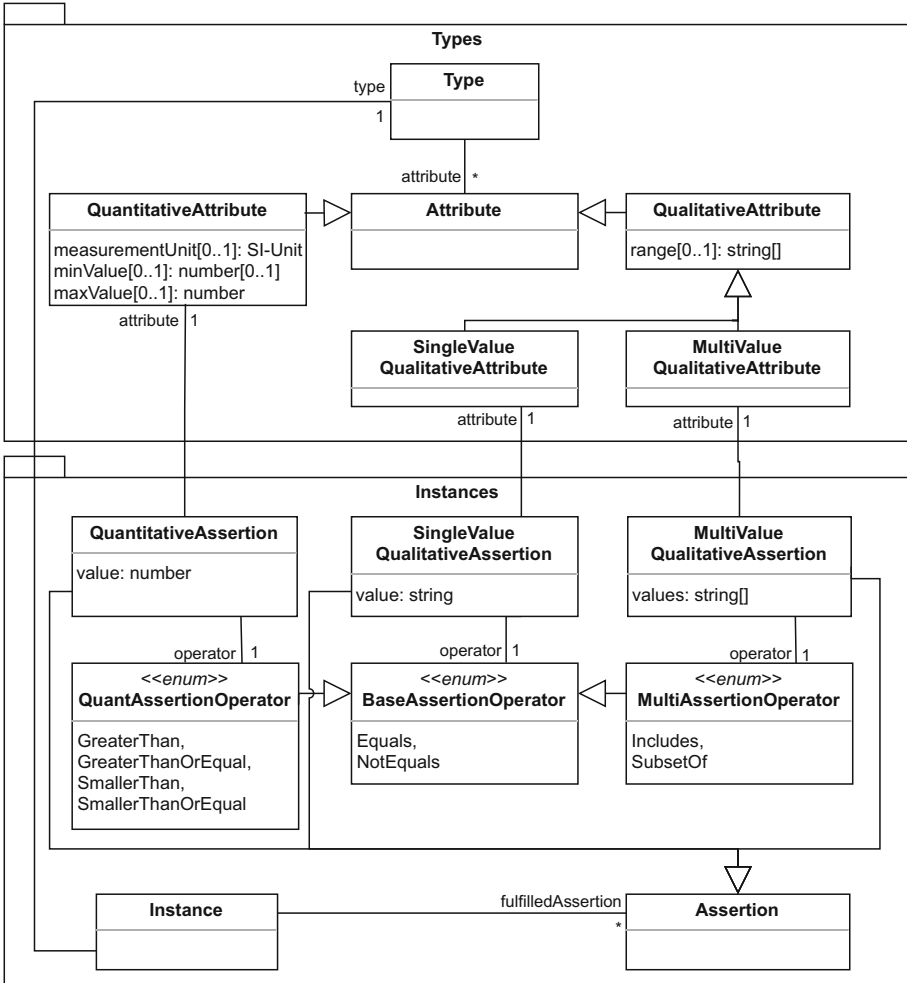 Types
Type
type
1
attribute *
QuantitativeAttribute
measurementUnit[0..1]: SI-Unit
minValue[0..1]: number[0..1]
maxValue[0..1]: number
Attribute
QualitativeAttribute
range[0..1]: string[]
attribute 1
SingleValue
QualitativeAttribute
MultiValue
QualitativeAttribute
attribute 1
attribute 1
Instances
QuantitativeAssertion
value: number
SingleValue
QualitativeAssertion
value: string
MultiValue
QualitativeAssertion
values: string[]
operator 1
operator 1
operator 1
<<enum>>
QuantAssertionOperator
GreaterThan,
GreaterThanOrEqual,
SmallerThan,
SmallerThanOrEqual
<<enum>>
BaseAssertionOperator
Equals,
NotEquals
<<enum>>
MultiAssertionOperator
Includes,
SubsetOf
Instance
fulfilledAssertion
*
Assertion